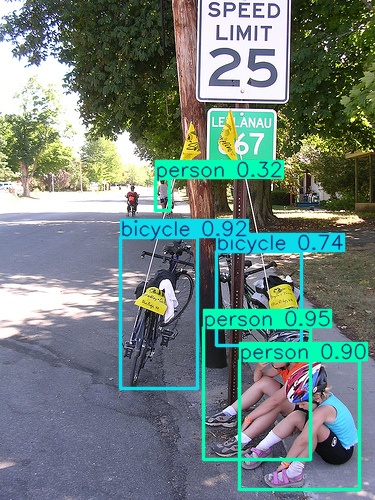 SPEED
LIMIT
25
LEELANAU
67
person 0.32
bicycle 0.92
bicycle 0.74
person 0.95
person 0.90